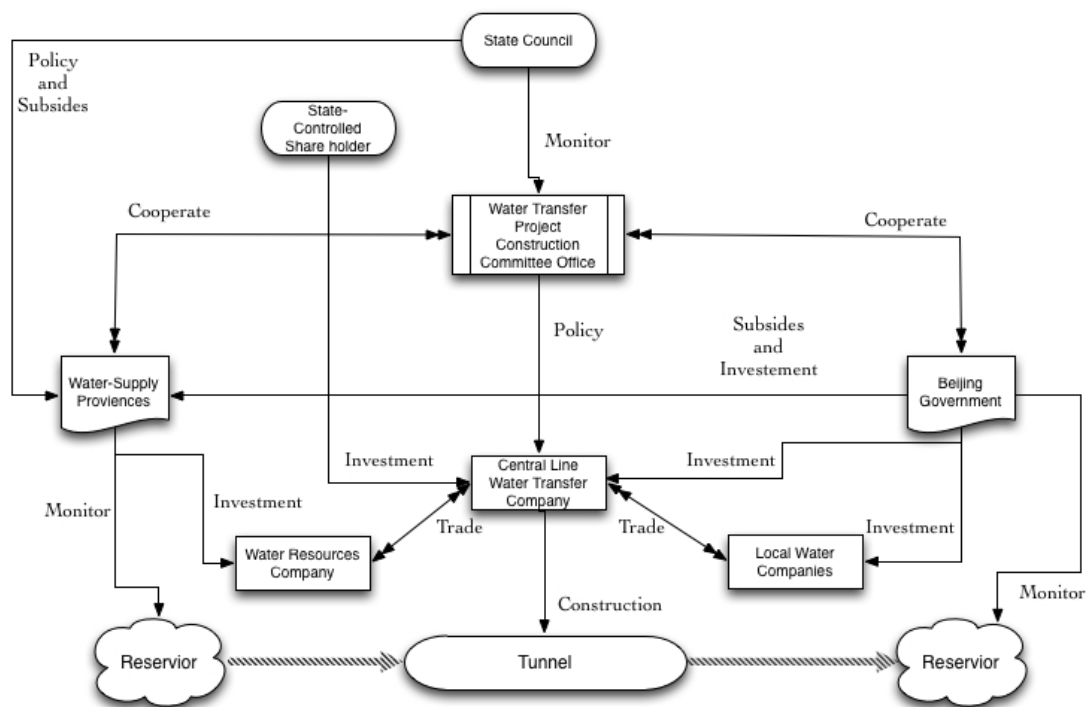 State Council
Policy
and
Subsides
State-
Controlled
Share holder
Monitor
Cooperate
Water Transfer
Project
Construction
Committee Office
Cooperate
Policy
Subsides
and
Investement
Water-Supply
Proviences
Beijing
Government
Investment
Central Line
Water Transfer
Company
Investment
Monitor
Investment
Trade
Trade
Investment
Water Resources
Company
Local Water
Companies
Construction
Monitor
Reservior
Tunnel
Reservior